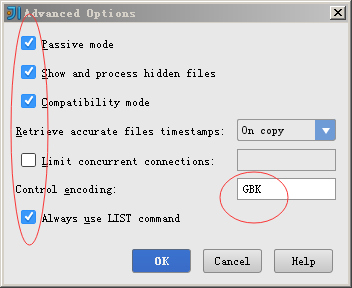 Advanced Options
Passive mode
Show and process hidden files
Compatibility mode
Retrieve accurate files timestamps: On copy
Limit concurrent connections:
Control encoding: GBK
Always use LIST command
OK Cancel Help